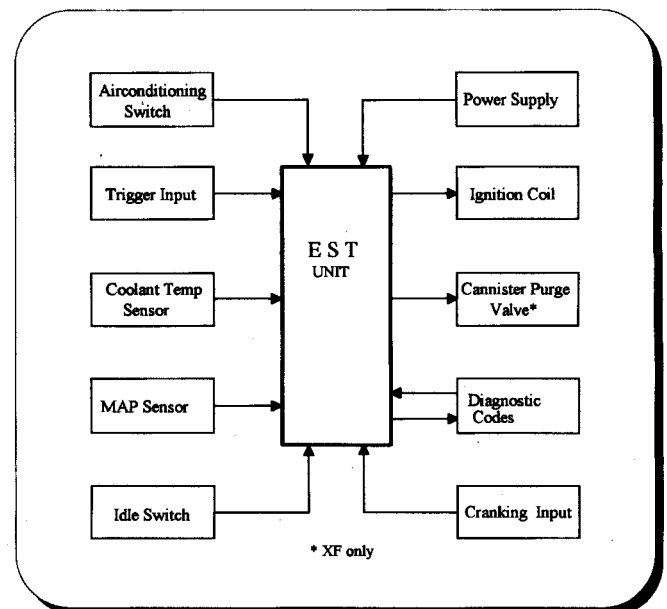 Airconditioning
Switch
Power Supply
Trigger Input
Ignition Coil
E S T
UNIT
Coolant Temp
Sensor
Cannister Purge
Valve*
MAP Sensor
Diagnostic
Codes
Idle Switch
Cranking Input
* XF only